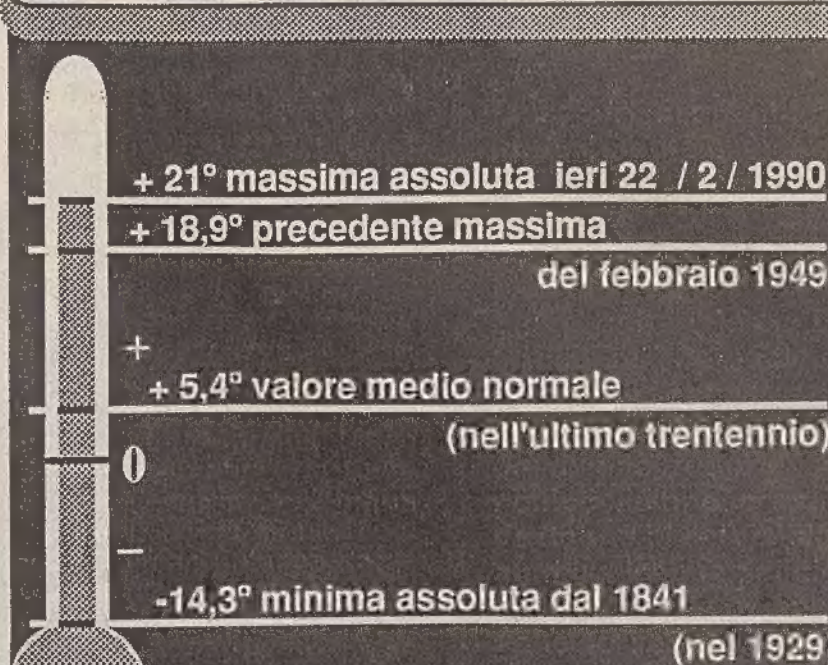 + 21° massima assoluta ieri 22 / 2 / 1990
+ 18,9° precedente massima
del febbraio 1949
+
+ 5,4° valore medio normale
(nell'ultimo trentennio)
0
−
-14,3° minima assoluta dal 1841
(nel 1929